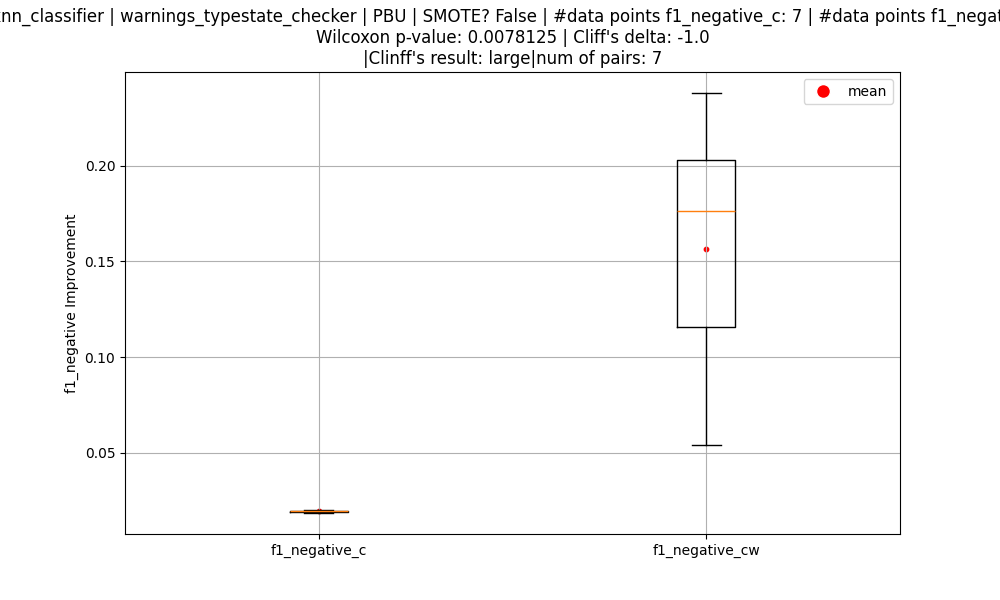 nn_classifier | warnings_typestate_checker | PBU | SMOTE? False | #data points f1_negative_c: 7 | #data points f1_negat
Wilcoxon p-value: 0.0078125 | Cliff's delta: -1.0
|Clinff's result: large|num of pairs: 7
mean
0.20
0.15
0.10
0.05
f1_negative Improvement
f1_negative_c
f1_negative_cw